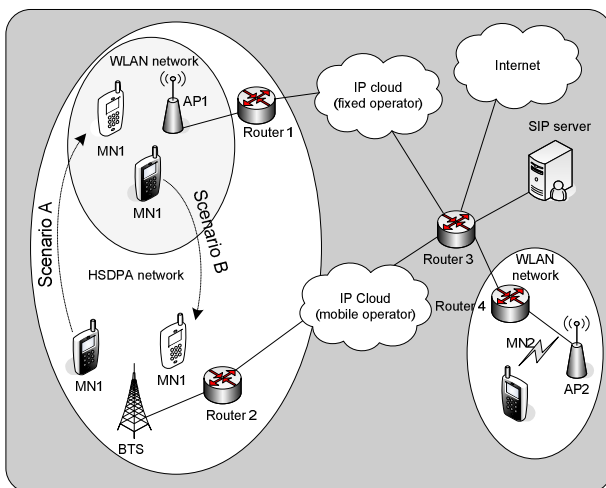 WLAN network
AP1
MN1
MN1
Router 1
IP cloud
(fixed operator)
Internet
SIP server
Scenario A
Scenario B
HSDPA network
Router 3
WLAN
network
IP Cloud
(mobile operator)
Router 4
MN2
AP2
MN1
MN1
Router 2
BTS